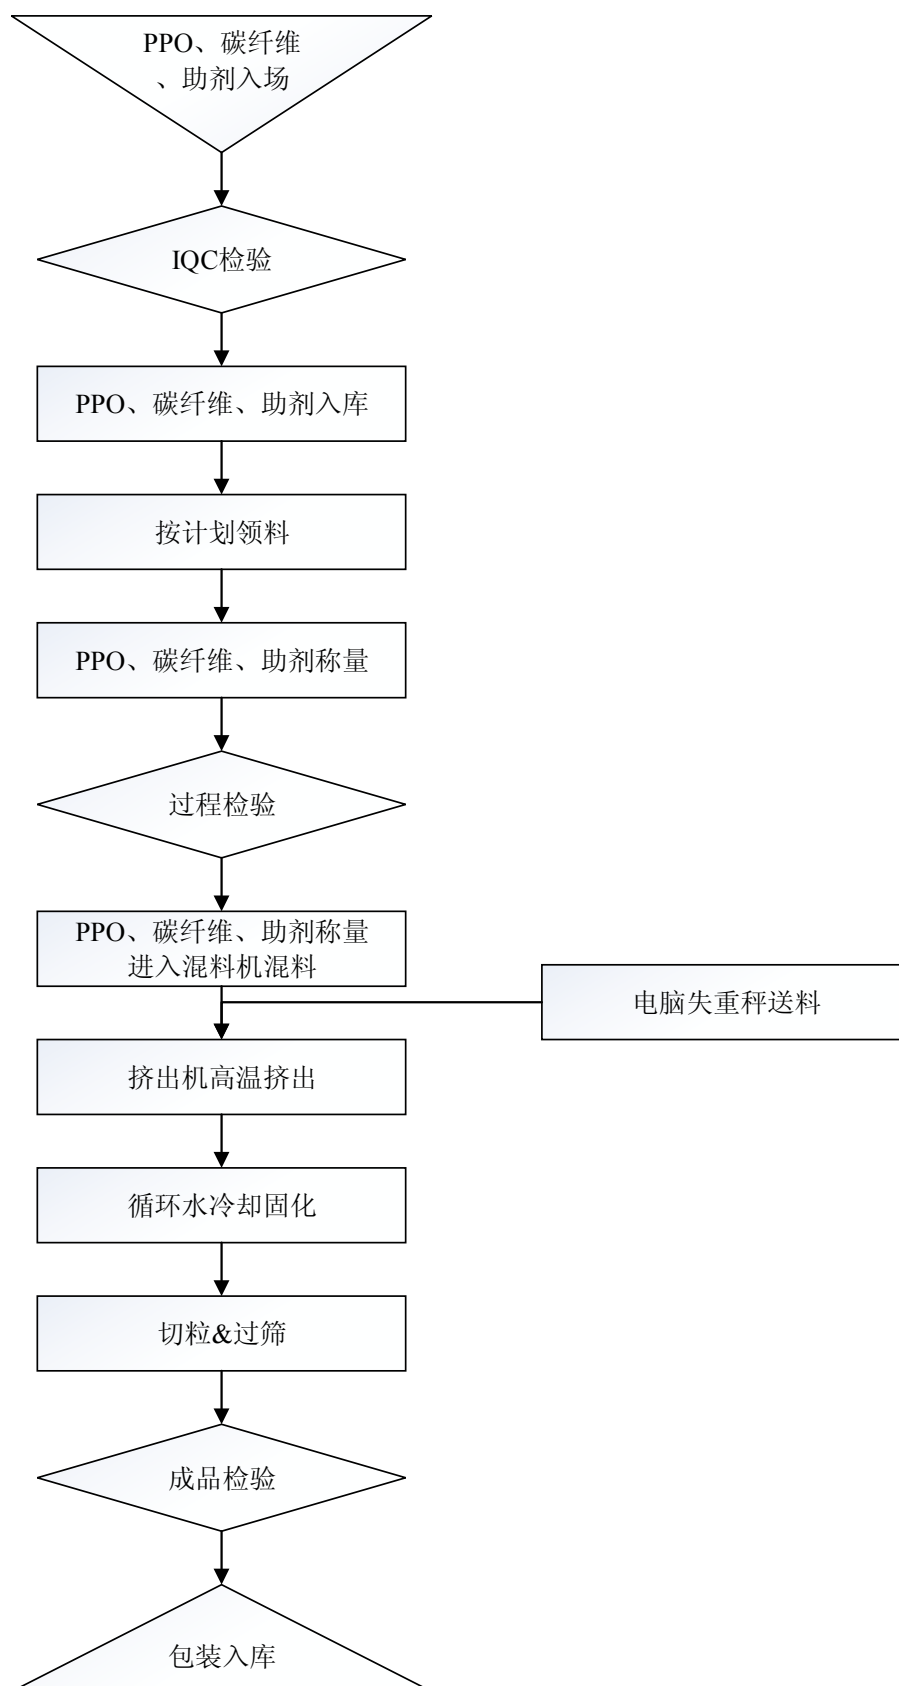 PPO、碳纤维
、助剂入场
IQC检验
PPO、碳纤维、助剂入库
按计划领料
PPO、碳纤维、助剂称量
过程检验
PPO、碳纤维、助剂称量
进入混料机混料
电脑失重秤送料
挤出机高温挤出
循环水冷却固化
切粒&过筛
成品检验
包装入库